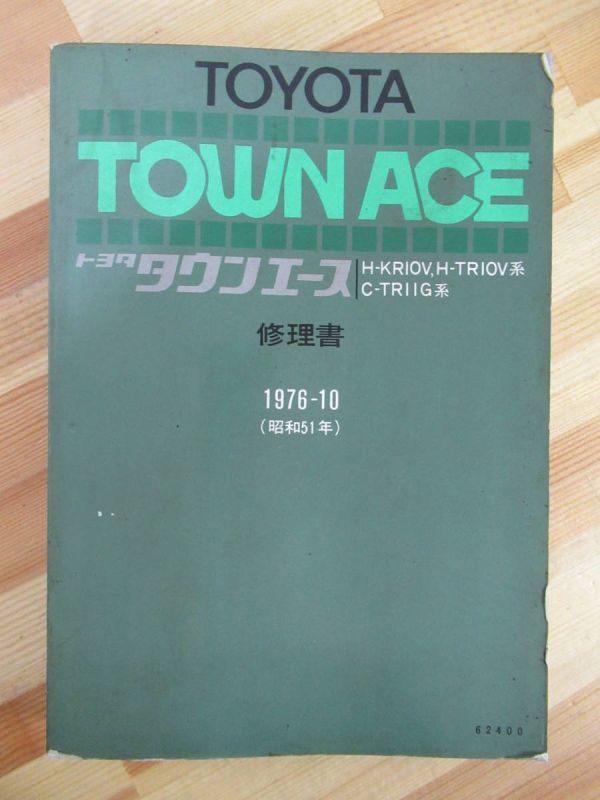 TOYOTA
TOWN ACE
トヨタ タウンエース
H-KR10V, H-TR10V系
C-TR11G系
修理書
1976-10
(昭和51年)
62400